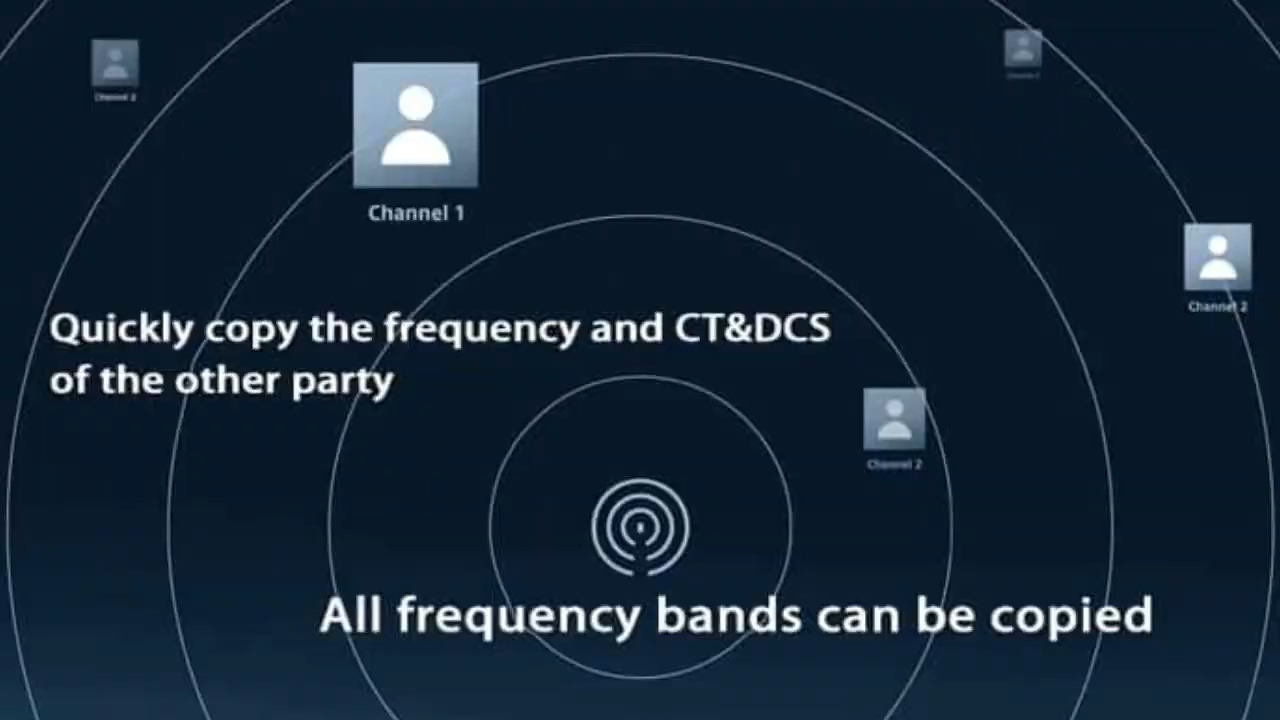 Channel 1
Channel 2
Quickly copy the frequency and CT&DCS
of the other party
Channel 2
All frequency bands can be copied